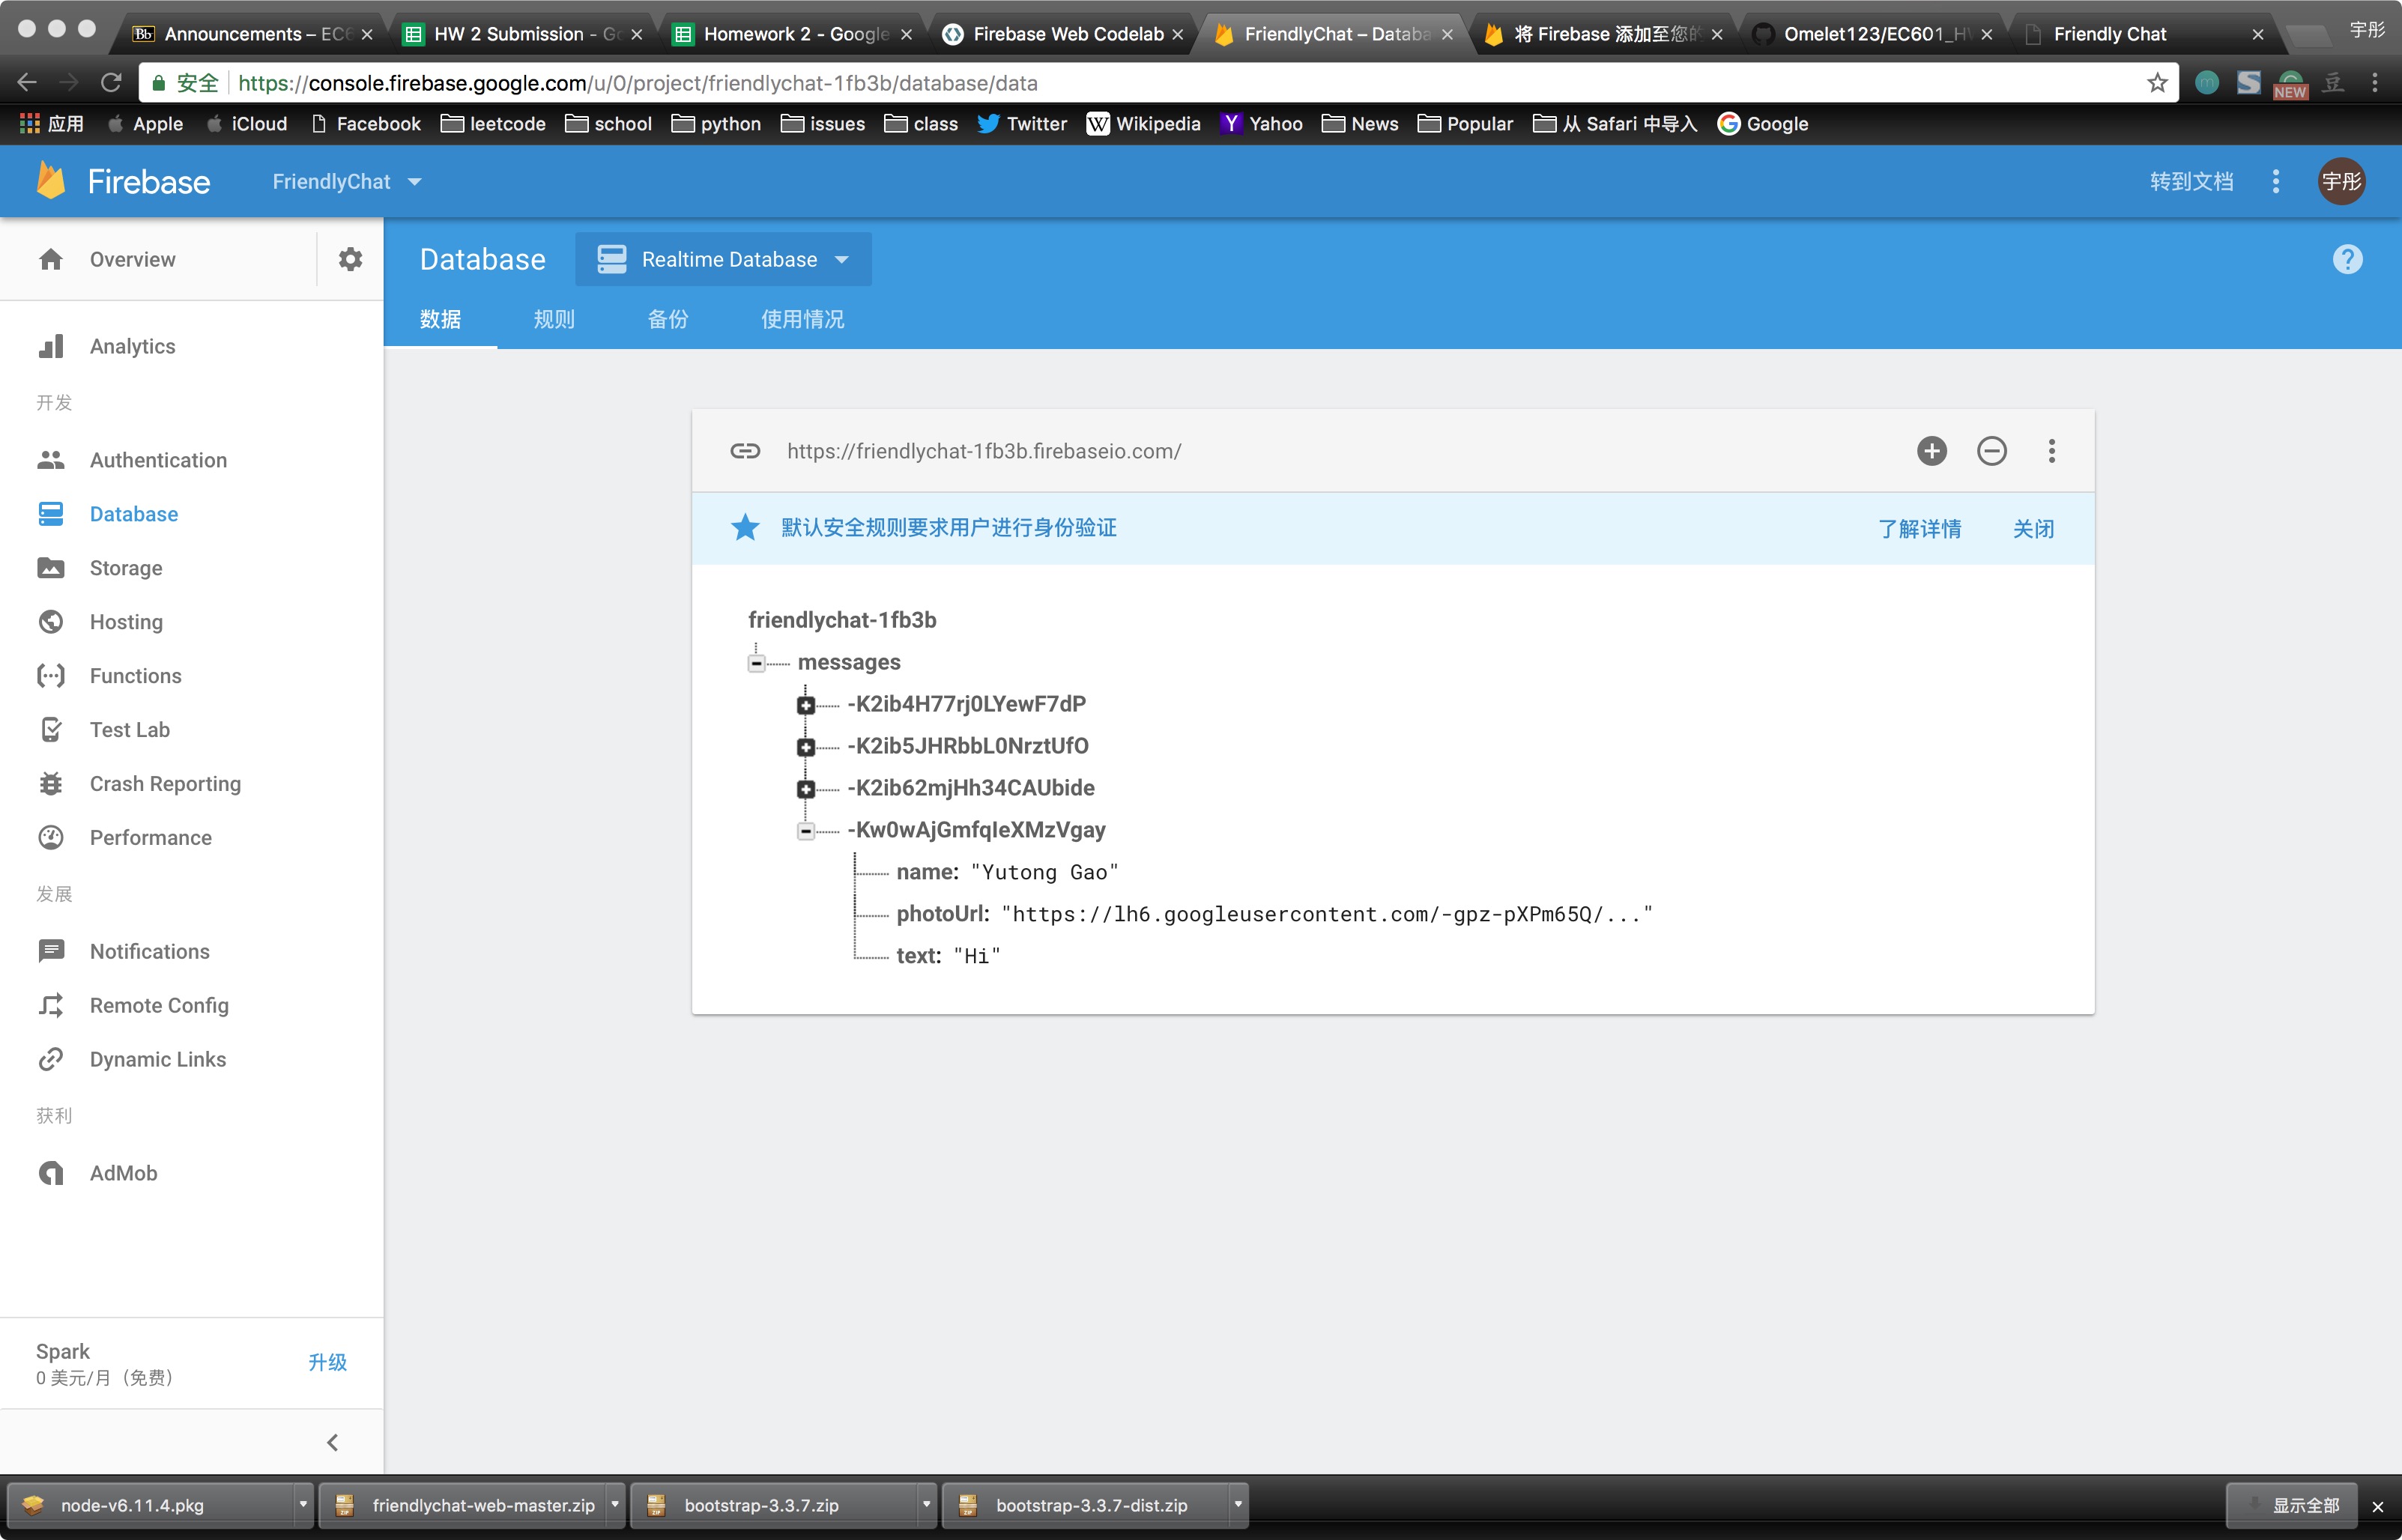 Bb Announcements – EC6
HW 2 Submission - Go
Homework 2 - Google
Firebase Web Codelab
FriendlyChat – Databa
将 Firebase 添加至您的
Omelet123/EC601_HW
Friendly Chat
宇彤
安全
https://console.firebase.google.com/u/0/project/friendlychat-1fb3b/database/data
m
S
NEW
豆
应用
Apple
iCloud
Facebook
leetcode
school
python
issues
class
Twitter
W Wikipedia
Y Yahoo
News
Popular
从 Safari 中导入
G Google
Firebase
FriendlyChat
转到文档
宇彤
Overview
Database
Realtime Database
?
数据
规则
备份
使用情况
Analytics
开发
Authentication
Database
Storage
Hosting
Functions
Test Lab
Crash Reporting
Performance
发展
Notifications
Remote Config
Dynamic Links
获利
AdMob
Spark
0 美元/月（免费）
升级
https://friendlychat-1fb3b.firebaseio.com/
默认安全规则要求用户进行身份验证
了解详情
关闭
friendlychat-1fb3b
messages
-K2ib4H77rj0LYewF7dP
-K2ib5JHRbbL0NrztUfO
-K2ib62mjHh34CAUbide
-Kw0wAjGmfqIeXMzVgay
name: "Yutong Gao"
photoUrl: "https://lh6.googleusercontent.com/-gpz-pXPm65Q/..."
text: "Hi"
node-v6.11.4.pkg
friendlychat-web-master.zip
bootstrap-3.3.7.zip
bootstrap-3.3.7-dist.zip
显示全部